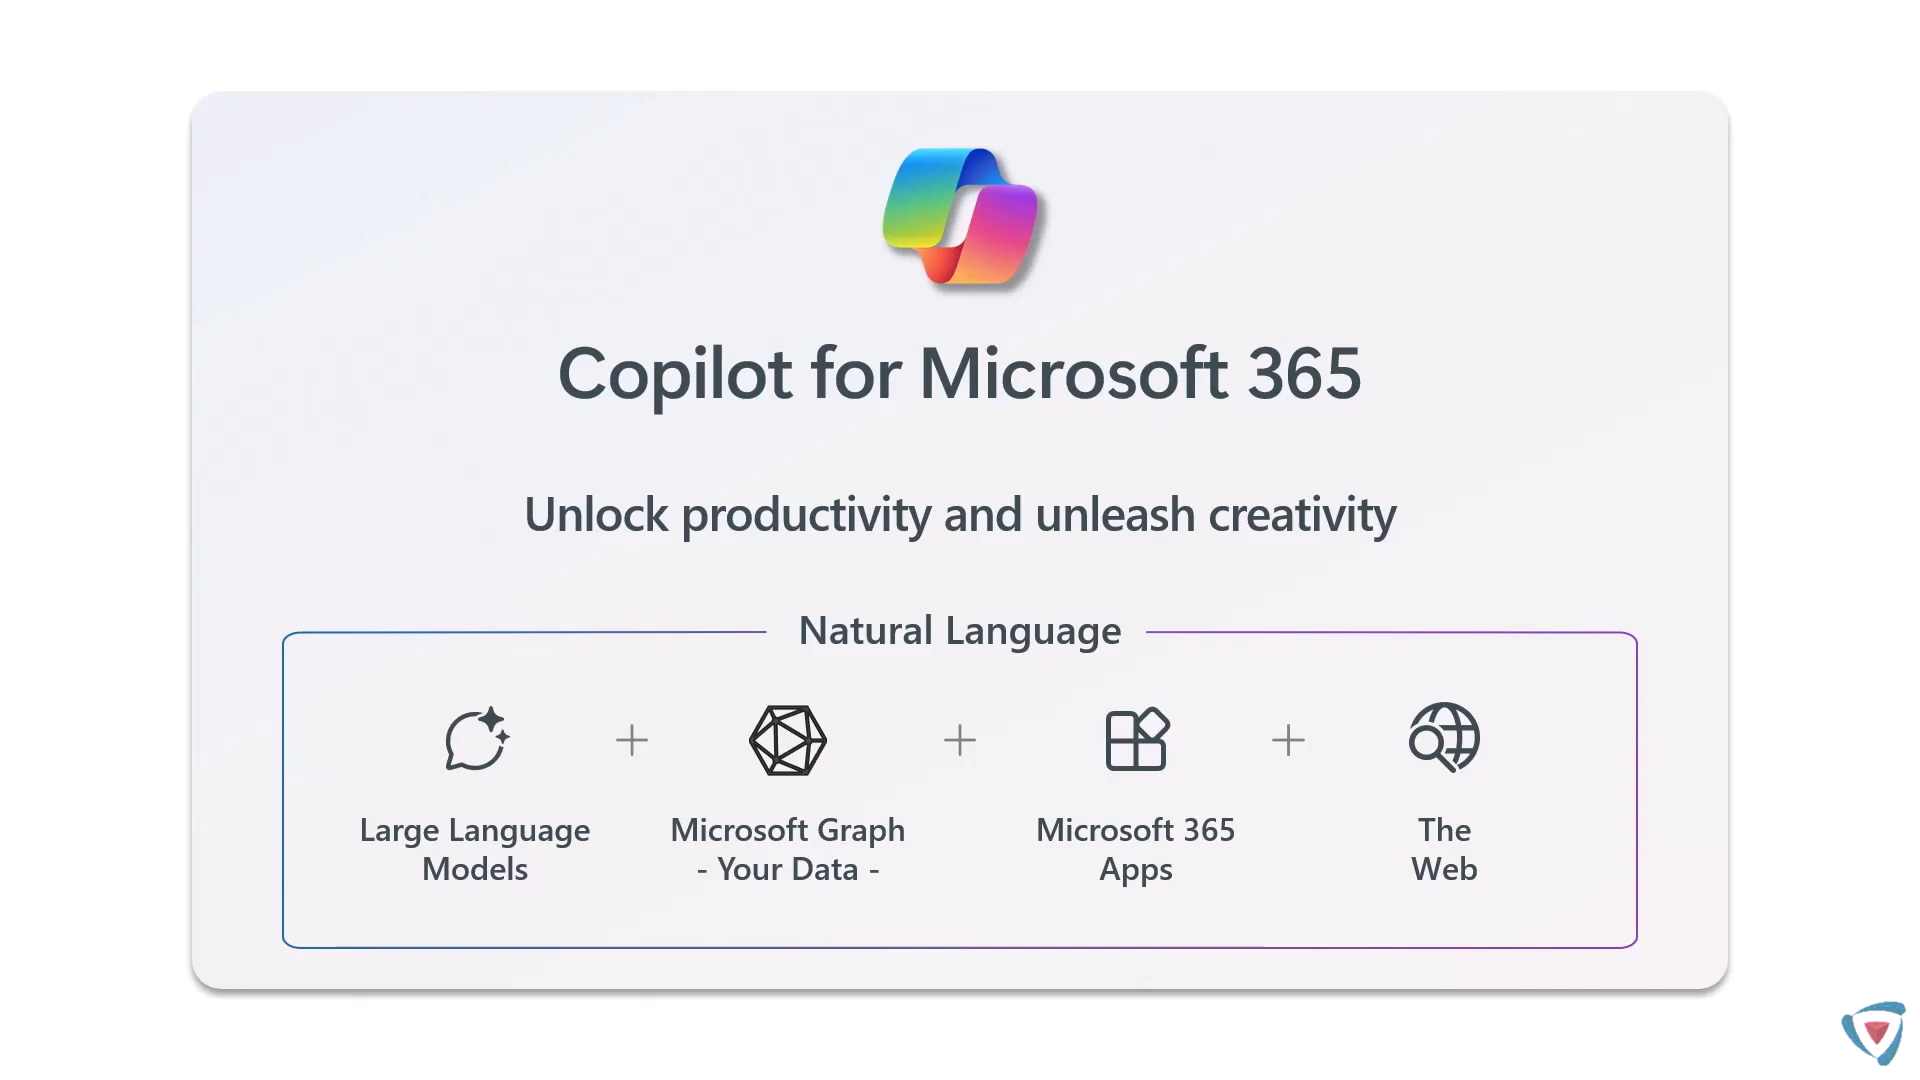 Copilot for Microsoft 365
Unlock productivity and unleash creativity
Natural Language
Large Language
Models
Microsoft Graph
- Your Data -
Microsoft 365
Apps
The
Web